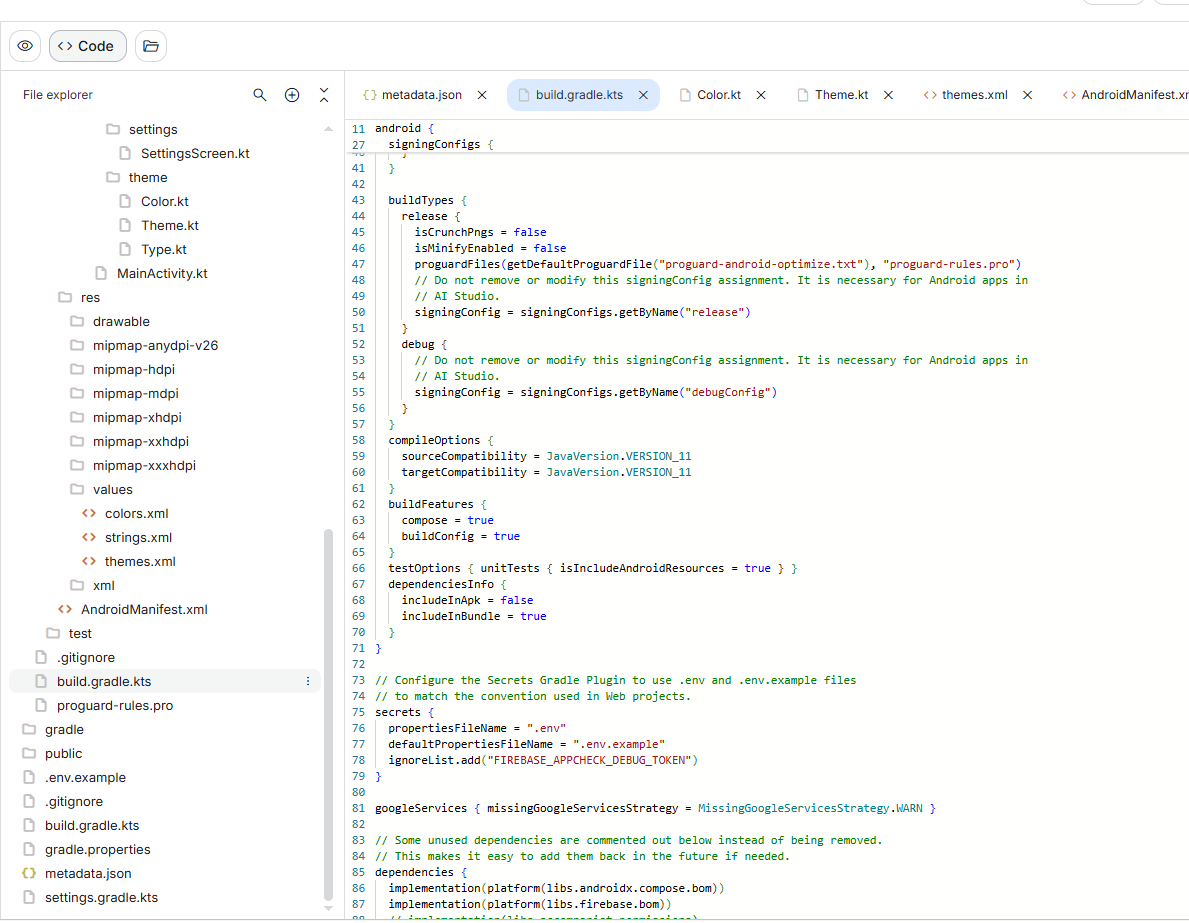 Code
File explorer
settings
SettingsScreen.kt
theme
Color.kt
Theme.kt
Type.kt
MainActivity.kt
res
drawable
mipmap-anydpi-v26
mipmap-hdpi
mipmap-mdpi
mipmap-xhdpi
mipmap-xxhdpi
mipmap-xxxhdpi
values
colors.xml
strings.xml
themes.xml
xml
AndroidManifest.xml
test
.gitignore
build.gradle.kts
proguard-rules.pro
gradle
public
.env.example
.gitignore
build.gradle.kts
gradle.properties
metadata.json
settings.gradle.kts
metadata.json
build.gradle.kts
Color.kt
Theme.kt
themes.xml
11 android {
27 signingConfigs {
41 }
42
43 buildTypes {
44 release {
45 isCrunchPngs = false
46 isMinifyEnabled = false
47 proguardFiles(getDefaultProguardFile("proguard-android-optimize.txt"), "proguard-rules.pro")
48 // Do not remove or modify this signingConfig assignment. It is necessary for Android apps in
49 // AI Studio.
50 signingConfig = signingConfigs.getByName("release")
51 }
52 debug {
53 // Do not remove or modify this signingConfig assignment. It is necessary for Android apps in
54 // AI Studio.
55 signingConfig = signingConfigs.getByName("debugConfig")
56 }
57 }
58 compileOptions {
59 sourceCompatibility = JavaVersion.VERSION_11
60 targetCompatibility = JavaVersion.VERSION_11
61 }
62 buildFeatures {
63 compose = true
64 buildConfig = true
65 }
66 testOptions { unitTests { isIncludeAndroidResources = true } }
67 dependenciesInfo {
68 includeInApk = false
69 includeInBundle = true
70 }
71 }
72
73 // Configure the Secrets Gradle Plugin to use .env and .env.example files
74 // to match the convention used in Web projects.
75 secrets {
76 propertiesFileName = ".env"
77 defaultPropertiesFileName = ".env.example"
78 ignoreList.add("FIREBASE_APPCHECK_DEBUG_TOKEN")
79 }
80
81 googleServices { missingGoogleServicesStrategy = MissingGoogleServicesStrategy.WARN }
82
83 // Some unused dependencies are commented out below instead of being removed.
84 // This makes it easy to add them back in the future if needed.
85 dependencies {
86 implementation(platform(libs.androidx.compose.bom))
87 implementation(platform(libs.firebase.bom))